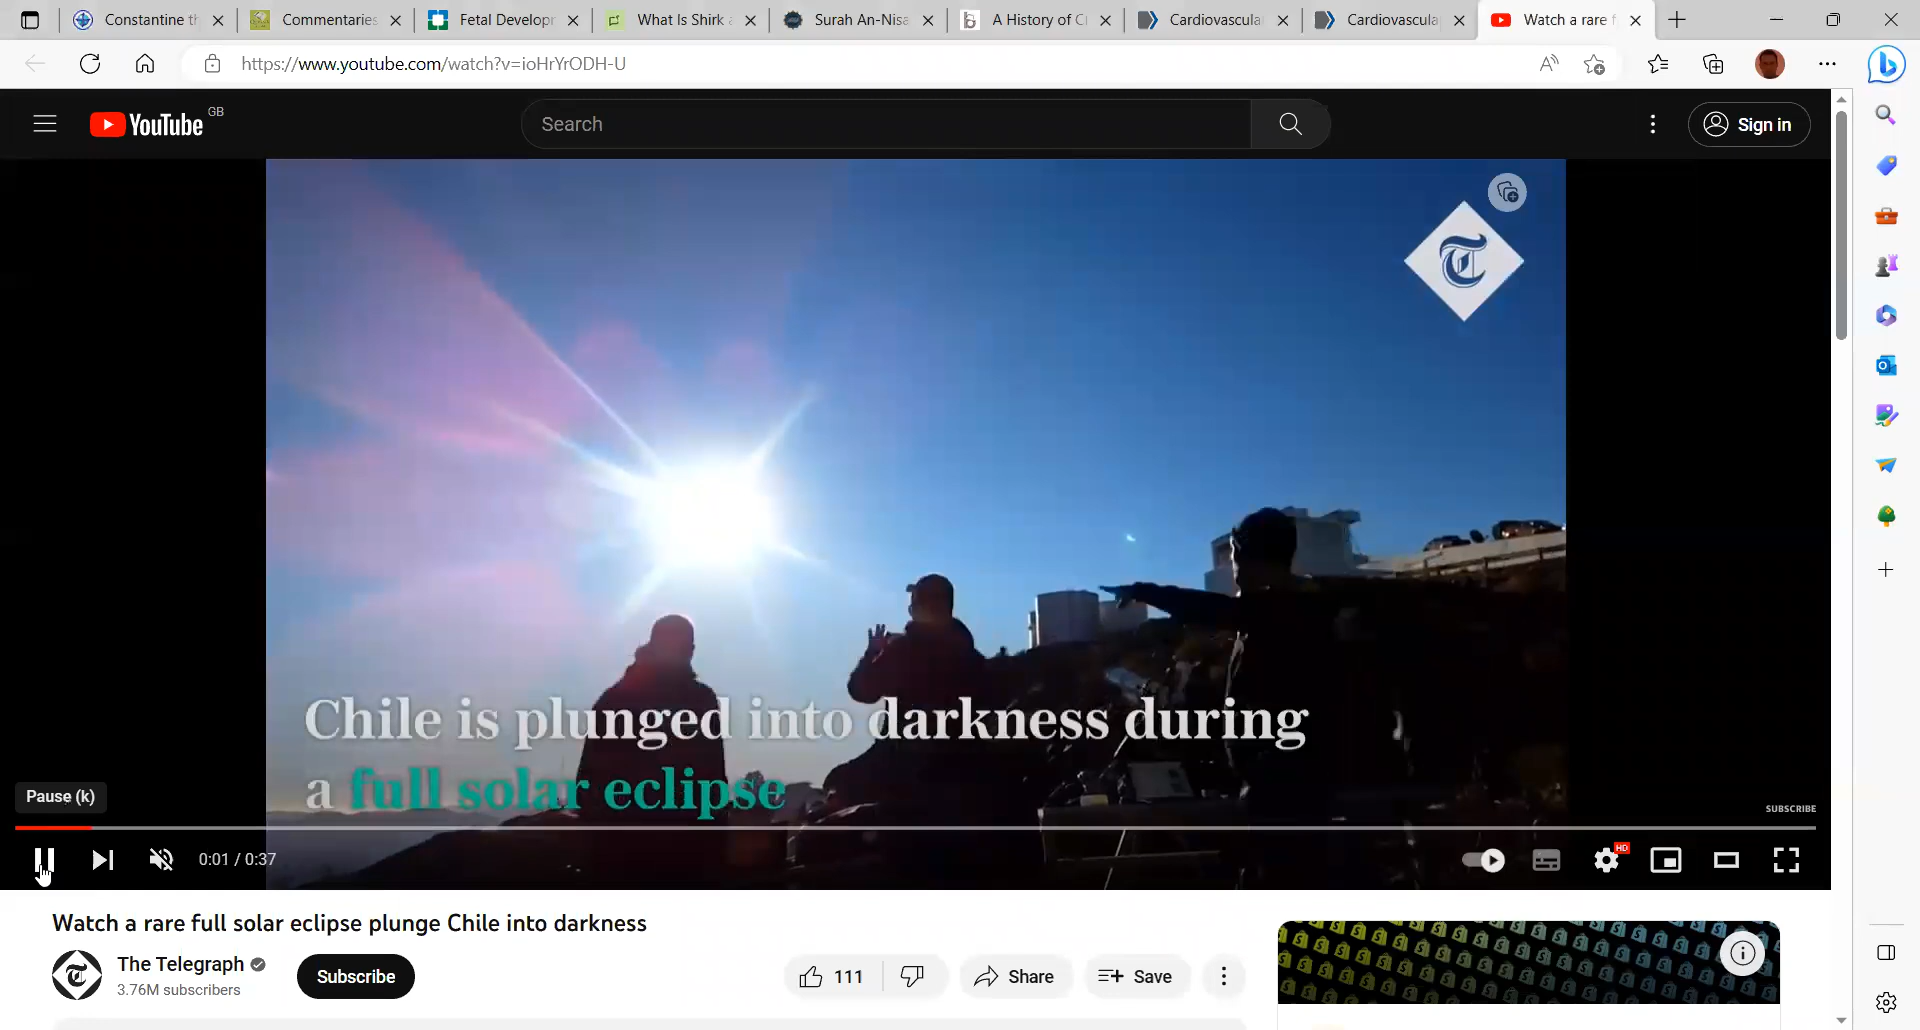 Constantine th
Commentaries
Fetal Developr
What Is Shirk a
Surah An-Nisa
A History of Cl
Cardiovascula
Cardiovascula
Watch a rare f
https://www.youtube.com/watch?v=ioHrYrODH-U
YouTube GB
Search
Sign in
Chile is plunged into darkness during
a full solar eclipse
Pause (k)
SUBSCRIBE
0:01 / 0:37
HD
Watch a rare full solar eclipse plunge Chile into darkness
The Telegraph
3.76M subscribers
Subscribe
111
Share
Save